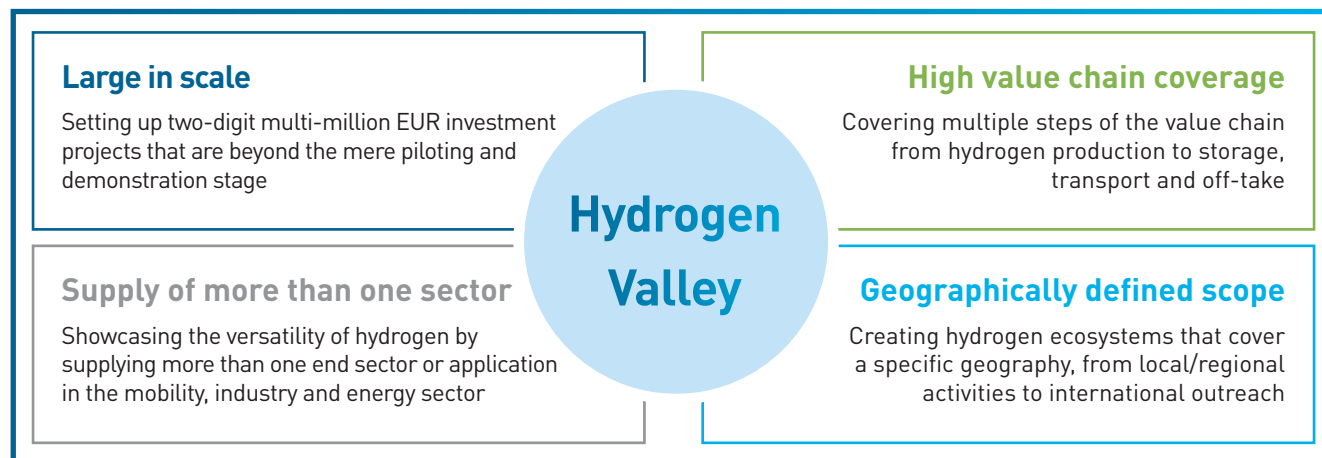 Large in scale
Setting up two-digit multi-million EUR investment
projects that are beyond the mere piloting and
demonstration stage
High value chain coverage
Covering multiple steps of the value chain
from hydrogen production to storage,
transport and off-take
Hydrogen
Valley
Supply of more than one sector
Showcasing the versatility of hydrogen by
supplying more than one end sector or application
in the mobility, industry and energy sector
Geographically defined scope
Creating hydrogen ecosystems that cover
a specific geography, from local/regional
activities to international outreach